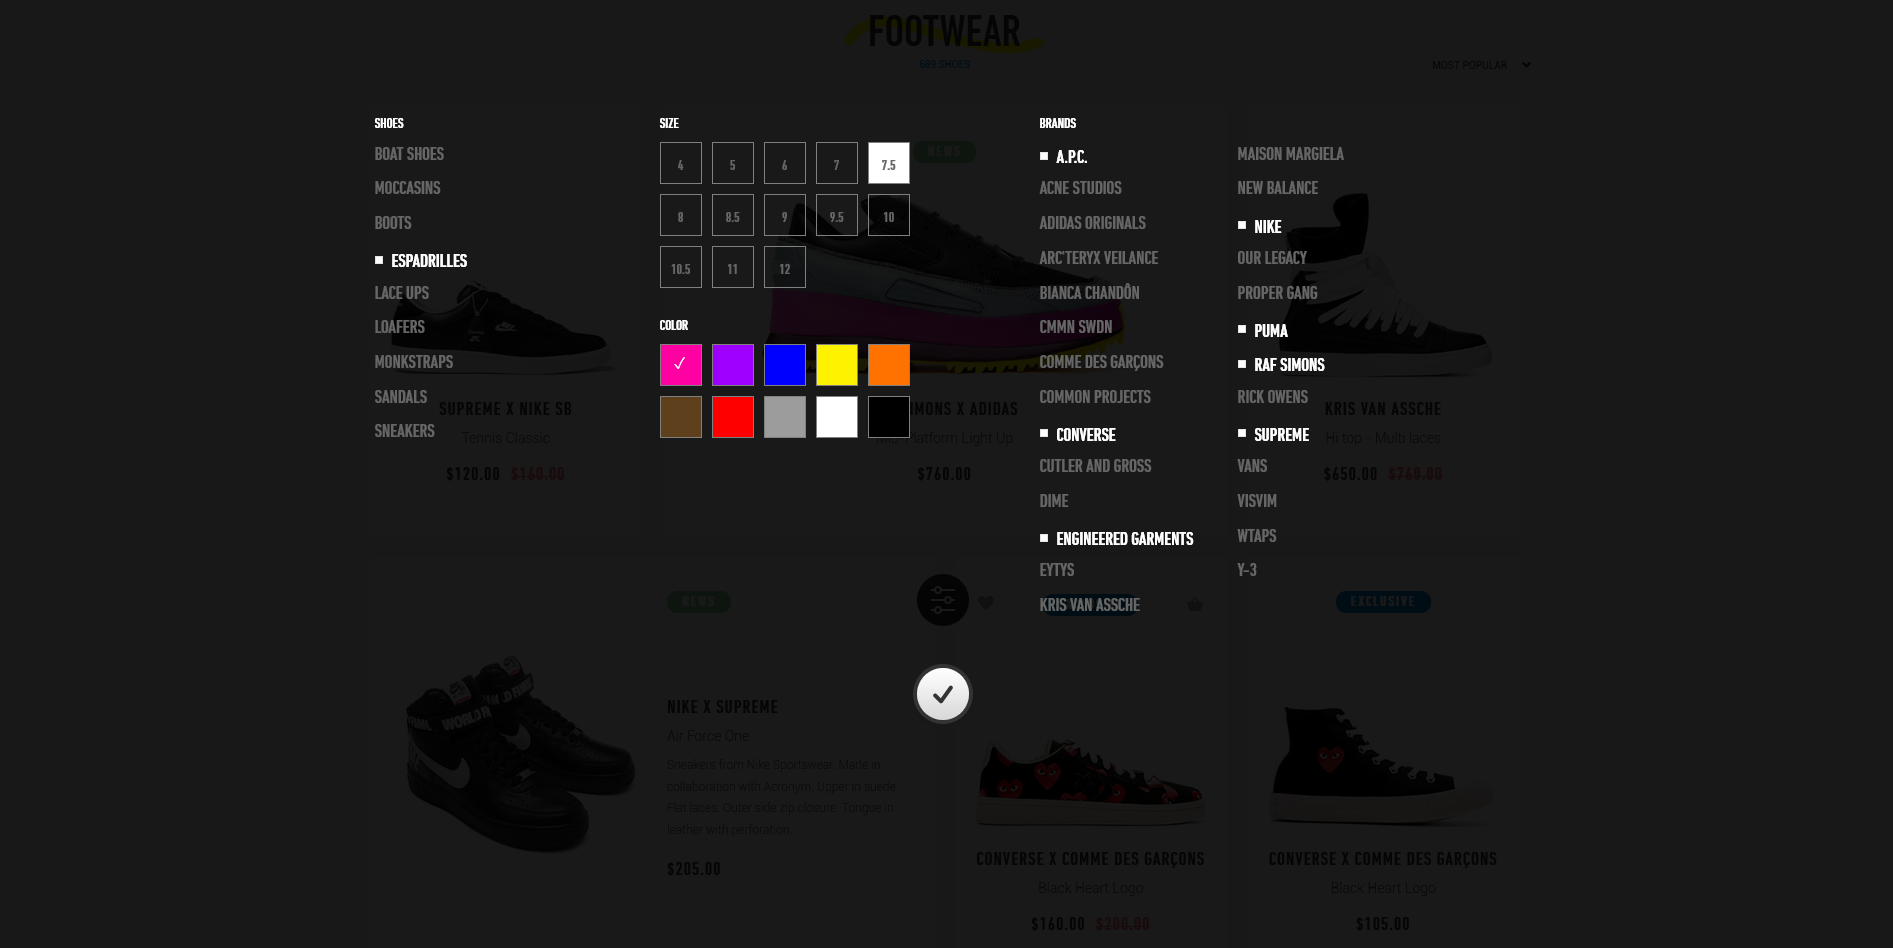 FOOTWEAR
689 SHOES
MOST POPULAR
SHOES
BOAT SHOES
MOCCASINS
BOOTS
ESPADRILLES
LACE UPS
LOAFERS
MONKSTRAPS
SANDALS
SNEAKERS
SIZE
4 5 6 7 7.5
8 8.5 9 9.5 10
10.5 11 12
COLOR
BRANDS
A.P.C.
ACNE STUDIOS
ADIDAS ORIGINALS
ARC'TERYX VEILANCE
BIANCA CHANDÔN
CMMN SWDN
COMME DES GARÇONS
COMMON PROJECTS
CONVERSE
CUTLER AND GROSS
DIME
ENGINEERED GARMENTS
EYTYS
KRIS VAN ASSCHE
MAISON MARGIELA
NEW BALANCE
NIKE
OUR LEGACY
PROPER GANG
PUMA
RAF SIMONS
RICK OWENS
SUPREME
VANS
VISVIM
WTAPS
Y-3
NEWS
SUPREME X NIKE SB
Tennis Classic
$120.00 $160.00
MONS X ADIDAS
Platform Light Up
$760.00
KRIS VAN ASSCHE
Hi top - Multi laces
$650.00 $760.00
NEWS
NIKE X SUPREME
Air Force One
Sneakers from Nike Sportswear. Made in
collaboration with Acronym. Upper in suede
Flat laces. Outer side zip closure. Tongue in
leather with perforation.
$205.00
CONVERSE X COMME DES GARÇONS
Black Heart Logo
$160.00 $200.00
EXCLUSIVE
CONVERSE X COMME DES GARÇONS
Black Heart Logo
$105.00